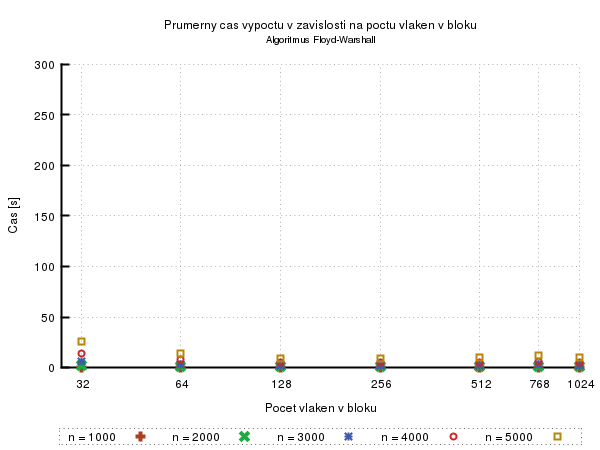 Prumerny cas vypoctu v zavislosti na poctu vlaken v bloku
Algoritmus Floyd-Warshall
300
250
200
150
100
50
0
Cas [s]
32 64 128 256 512 768 1024
Pocet vlaken v bloku
n = 1000 n = 2000 n = 3000 n = 4000 n = 5000